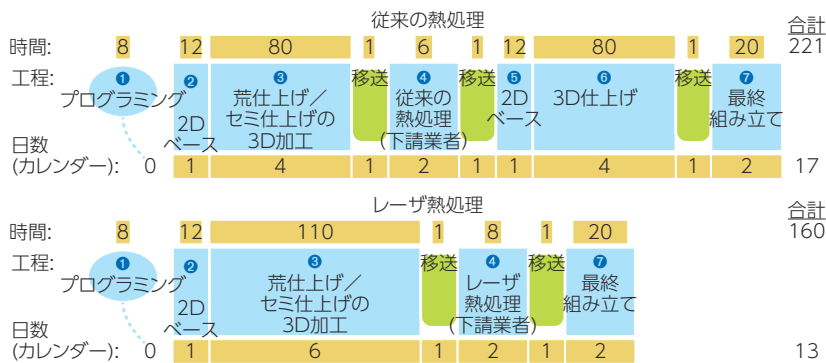 従来の熱処理
合計
時間: 8 12 80 1 6 1 12 80 1 20 221
工程: ❶ ❷ ❸ 移送 ❹ 移送 ❺ ❻ 移送 ❼
プログラミング 荒仕上げ/ 従来の 2D 3D仕上げ 最終
2D セミ仕上げの 熱処理 ベース 組み立て
ベース 3D加工 (下請業者)
日数
(カレンダー): 0 1 4 1 2 1 1 4 1 2 17
レーザ熱処理
合計
時間: 8 12 110 1 8 1 20 160
工程: ❶ ❷ ❸ 移送 ❹ 移送 ❼
プログラミング 荒仕上げ/ レーザ 最終
2D セミ仕上げの 熱処理 組み立て
ベース 3D加工 (下請業者)
日数
(カレンダー): 0 1 6 1 2 1 2 13